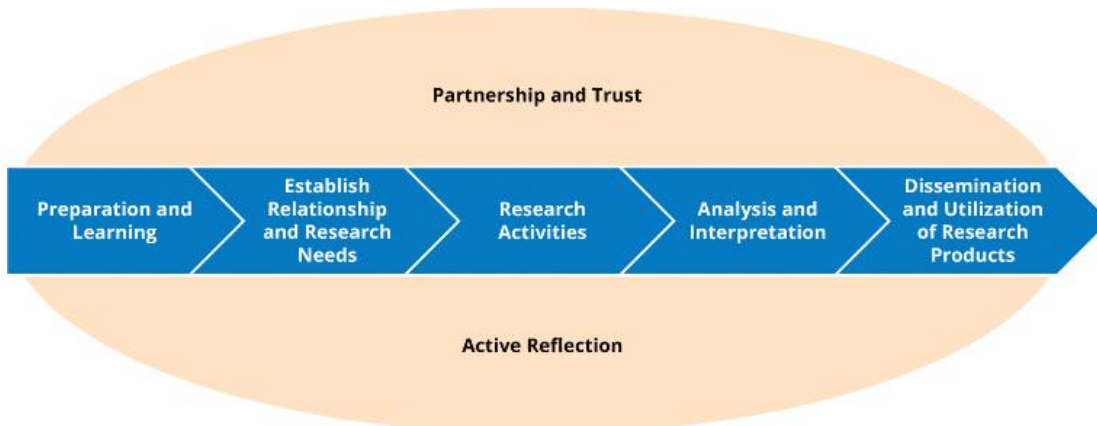 Partnership and Trust
Preparation and
Learning
Establish
Relationship
and Research
Needs
Research
Activities
Analysis and
Interpretation
Dissemination
and Utilization
of Research
Products
Active Reflection